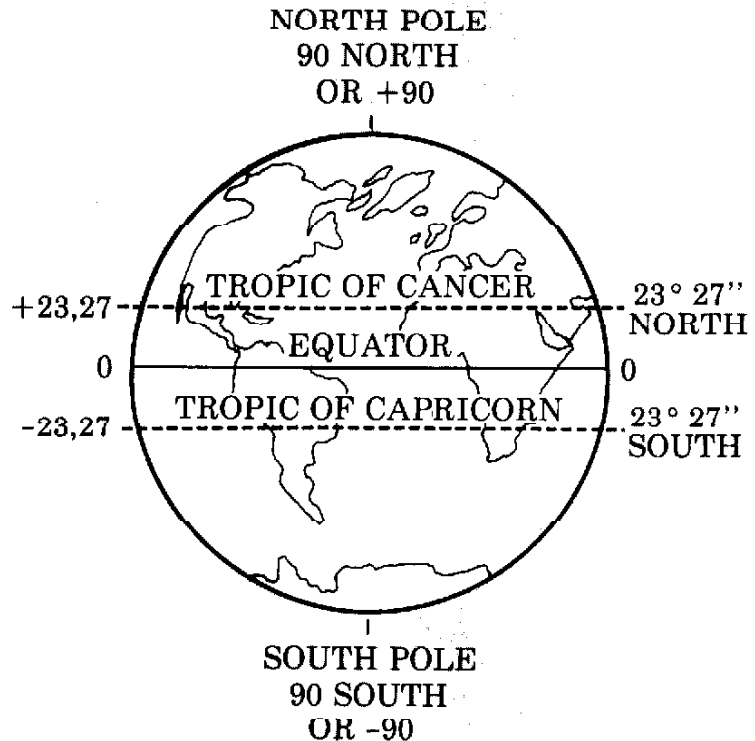 NORTH POLE
90 NORTH
OR +90
TROPIC OF CANCER
+23,27
23° 27''
NORTH
EQUATOR
0
0
TROPIC OF CAPRICORN
-23,27
23° 27''
SOUTH
SOUTH POLE
90 SOUTH
OR -90